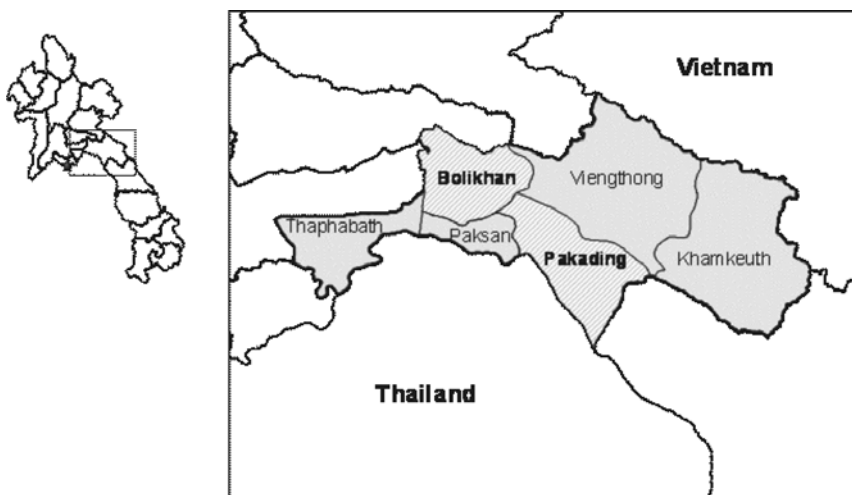 Vietnam
Bolikhan
Viengthong
Thaphabath
Paksan
Pakading
Khamkeuth
Thailand